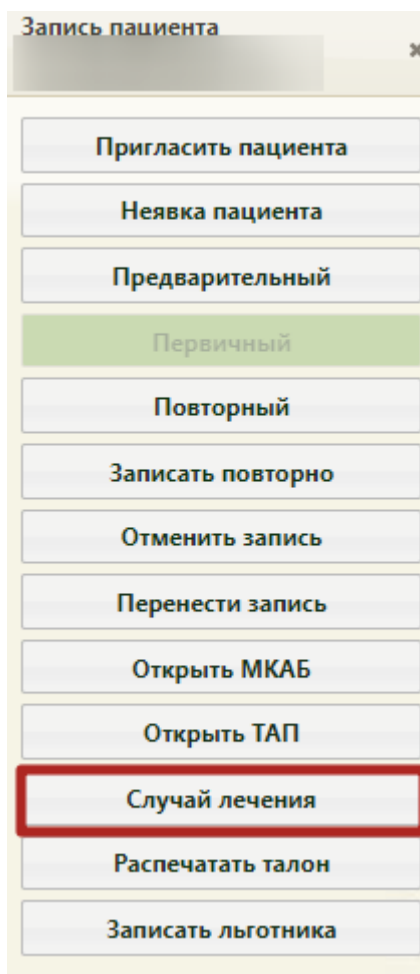 Запись пациента
Пригласить пациента
Неявка пациента
Предварительный
Первичный
Повторный
Записать повторно
Отменить запись
Перенести запись
Открыть МКАБ
Открыть ТАП
Случай лечения
Распечатать талон
Записать льготника